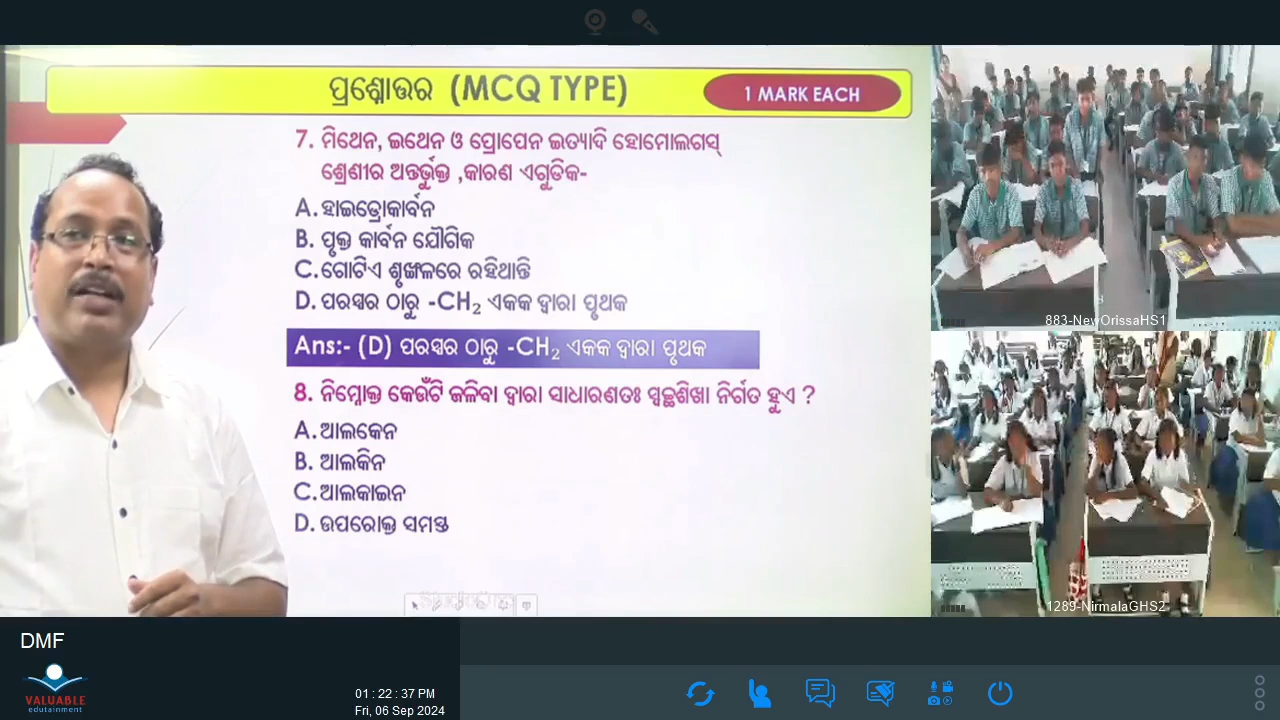 ପ୍ରଶ୍ନୋତ୍ତର (MCQ TYPE)
1 MARK EACH
7. ମିଥେନ, ଇଥେନ ଓ ପ୍ରୋପେନ ଇତ୍ୟାଦି ହୋମୋଲଗସ୍
ଶ୍ରେଣୀର ଅନ୍ତର୍ଭୁକ୍ତ ,କାରଣ ଏଗୁଡିକ-
A. ହାଇଡ୍ରୋକାର୍ବନ
B. ପୃକ୍ତ କାର୍ବନ ଯୌଗିକ
C. ଗୋଟିଏ ଶୃଙ୍ଖଳରେ ରହିଥାନ୍ତି
D. ପରସ୍ପର ଠାରୁ -CH₂ ଏକକ ଦ୍ୱାରା ପୃଥକ
Ans:- (D) ପରସ୍ପର ଠାରୁ -CH₂ ଏକକ ଦ୍ୱାରା ପୃଥକ
8. ନିମ୍ନୋକ୍ତ କେଉଁଟି ଜଳିବା ଦ୍ୱାରା ସାଧାରଣତଃ ସ୍ୱଚ୍ଛଶିଖା ନିର୍ଗତ ହୁଏ ?
A. ଆଲକେନ
B. ଆଲକିନ
C. ଆଲକାଇନ
D. ଉପରୋକ୍ତ ସମସ୍ତ
883-NewOrissaHS1
1289-NirmalaGHS2
DMF
VALUABLE
edutainment
01 : 22 : 37 PM
Fri, 06 Sep 2024